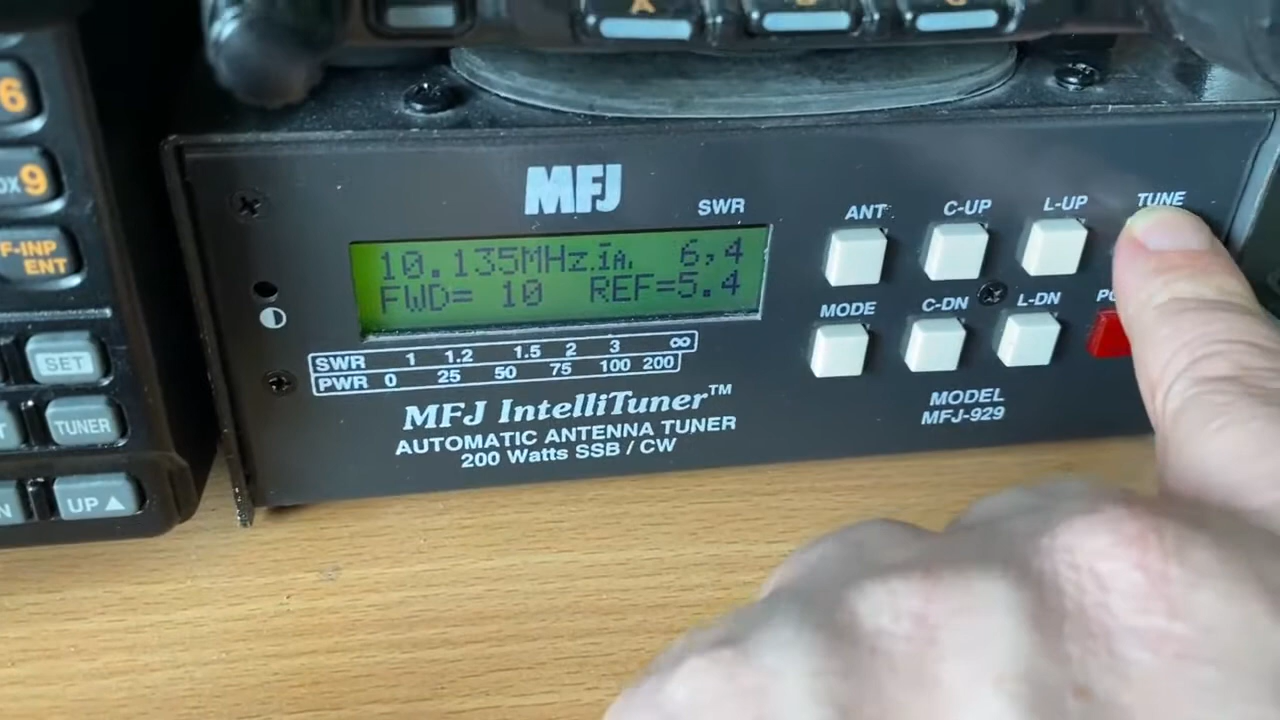 A B C
6
9
F-INP
ENT
SET
TUNER
UP ▲
MFJ
SWR
10.135MHz 6.4
FWD= 10 REF=5.4
SWR 1 1.2 1.5 2 3 ∞
PWR 0 25 50 75 100 200
MFJ IntelliTuner™
AUTOMATIC ANTENNA TUNER
200 Watts SSB / CW
ANT C-UP L-UP TUNE
MODE C-DN L-DN
MODEL
MFJ-929